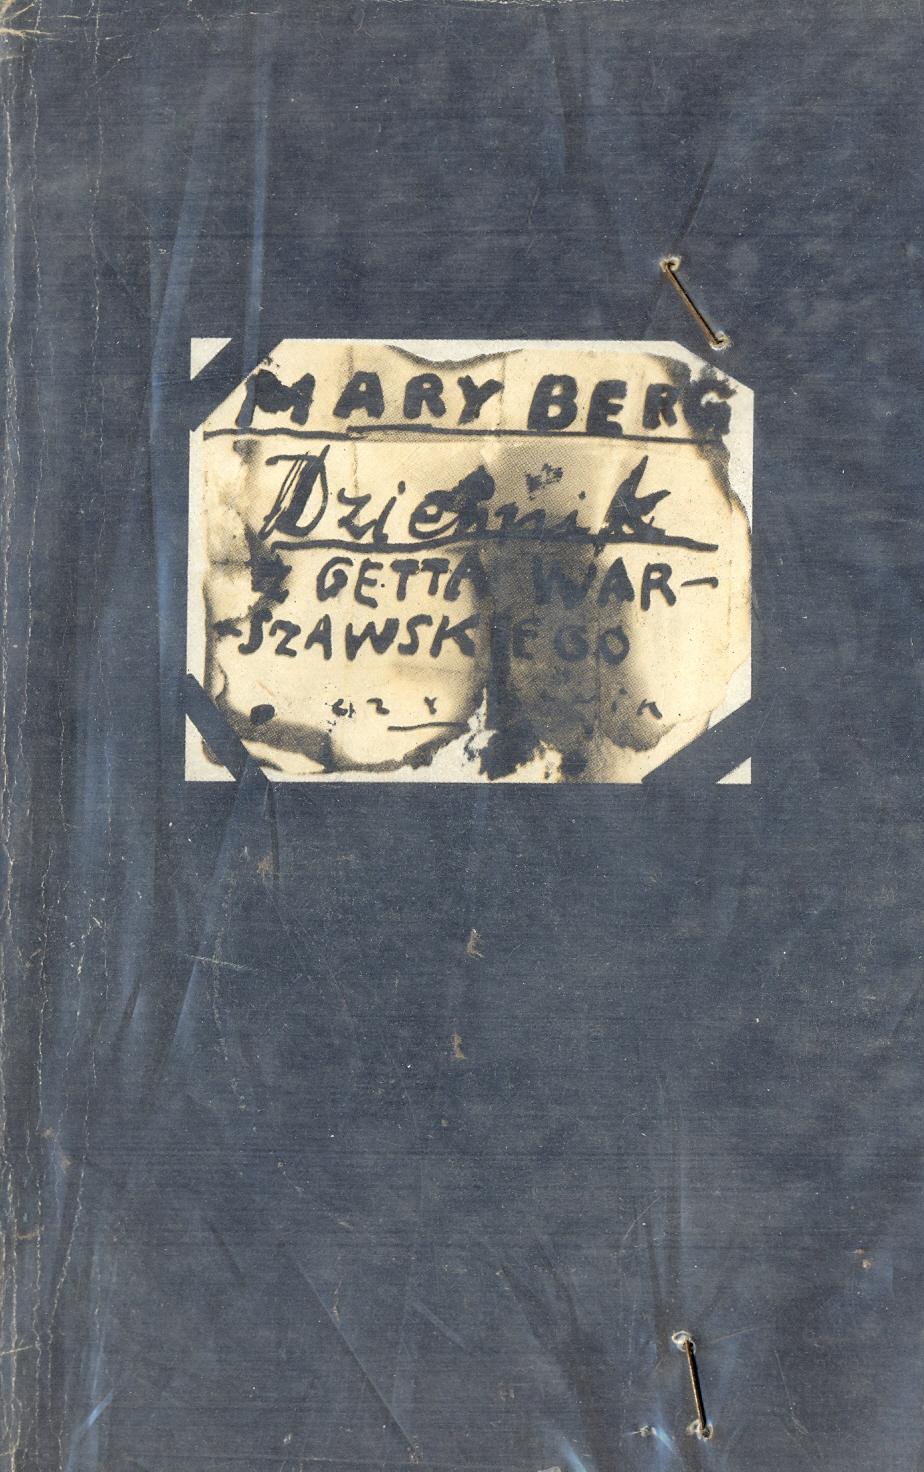 MARY BERG
Dziennik
z GETTA WAR-
SZAWSKIEGO